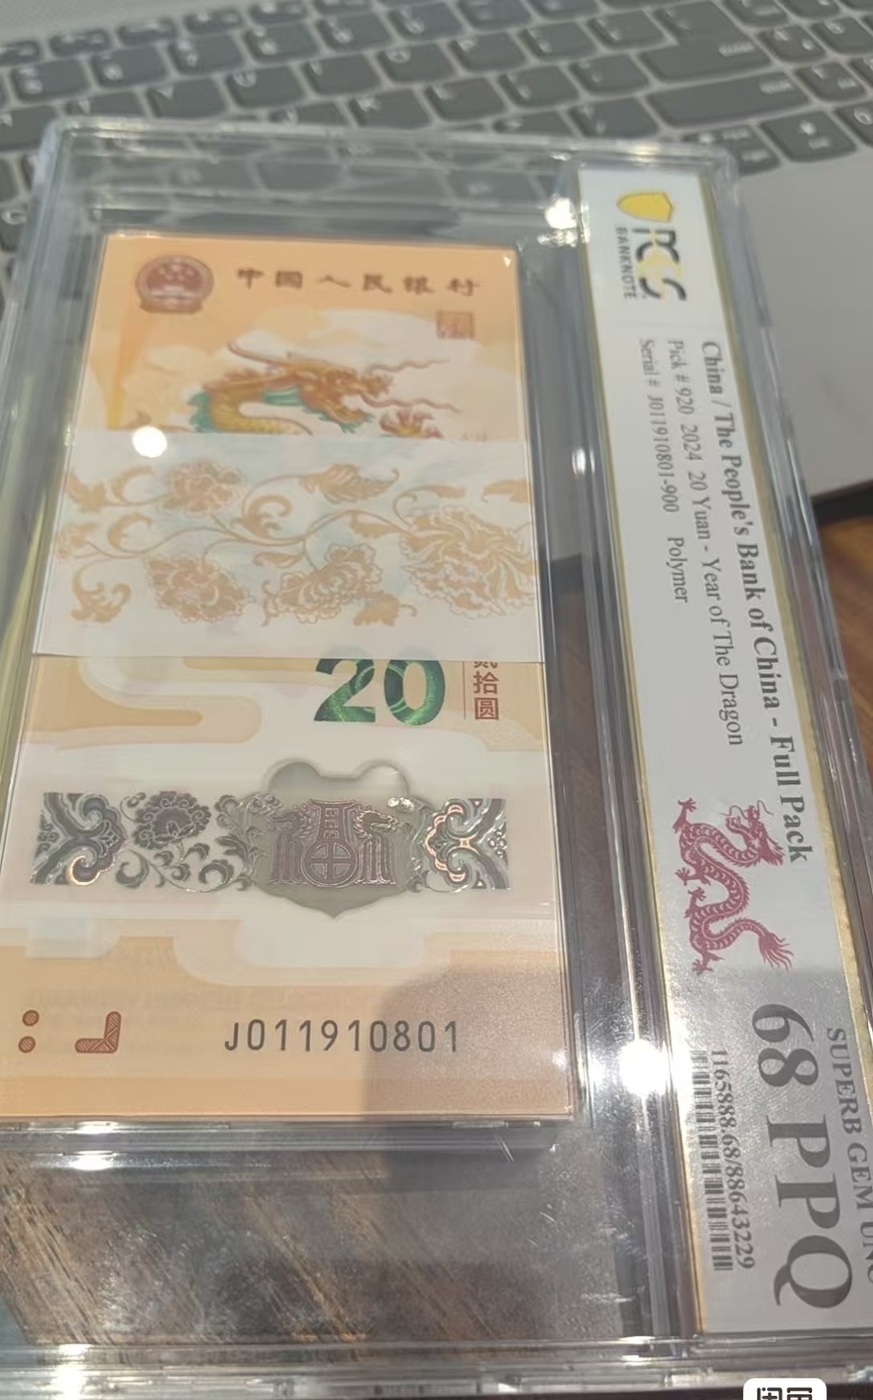 中国人民银行
20
贰拾圆
J011910801
PCGS
BANKNOTE
China / The People's Bank of China - Full Pack
Pick # 920 2024 20 Yuan - Year of The Dragon
Serial # J011910801-900 Polymer
SUPERB GEM UNC
68 PPQ
1165888.68/88643229